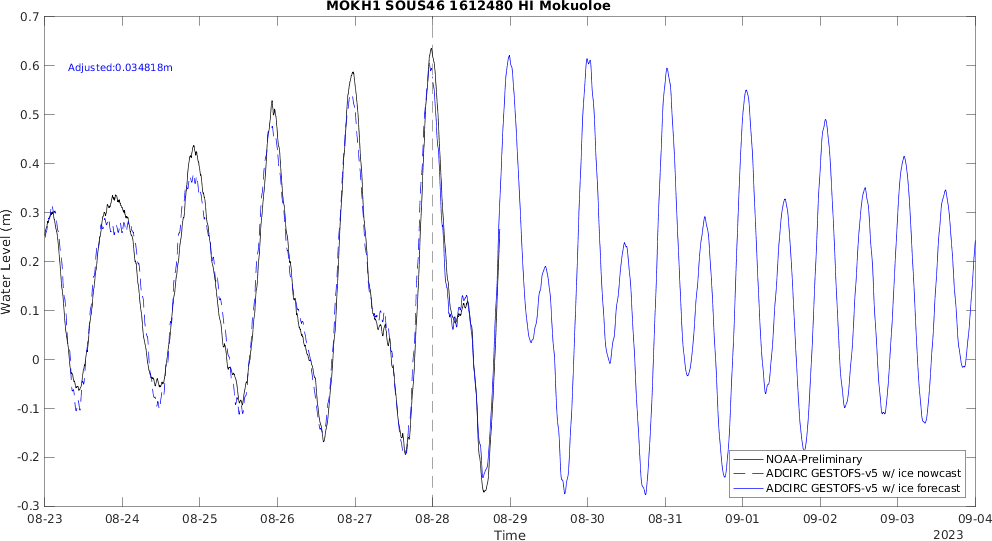 MOKH1 SOUS46 1612480 HI Mokuoloe
Adjusted:0.034818m
Water Level (m)
0.7
0.6
0.5
0.4
0.3
0.2
0.1
0
-0.1
-0.2
-0.3
NOAA-Preliminary
ADCIRC GESTOFS-v5 w/ ice nowcast
ADCIRC GESTOFS-v5 w/ ice forecast
08-23 08-24 08-25 08-26 08-27 08-28 08-29 08-30 08-31 09-01 09-02 09-03 09-04
Time
2023